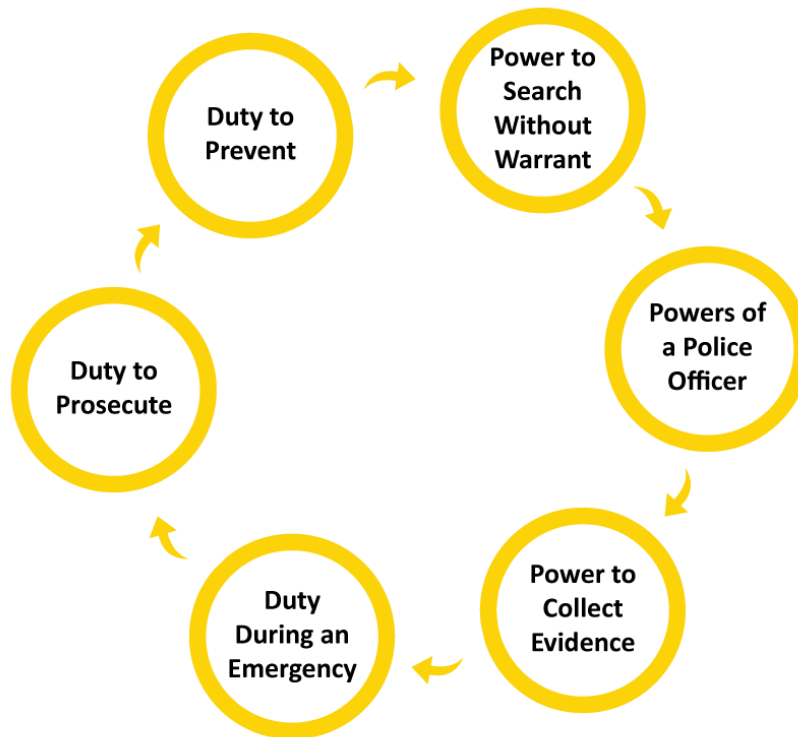 Duty to
Prevent
Power to
Search
Without
Warrant
Powers of
a Police
Officer
Power to
Collect
Evidence
Duty
During an
Emergency
Duty to
Prosecute